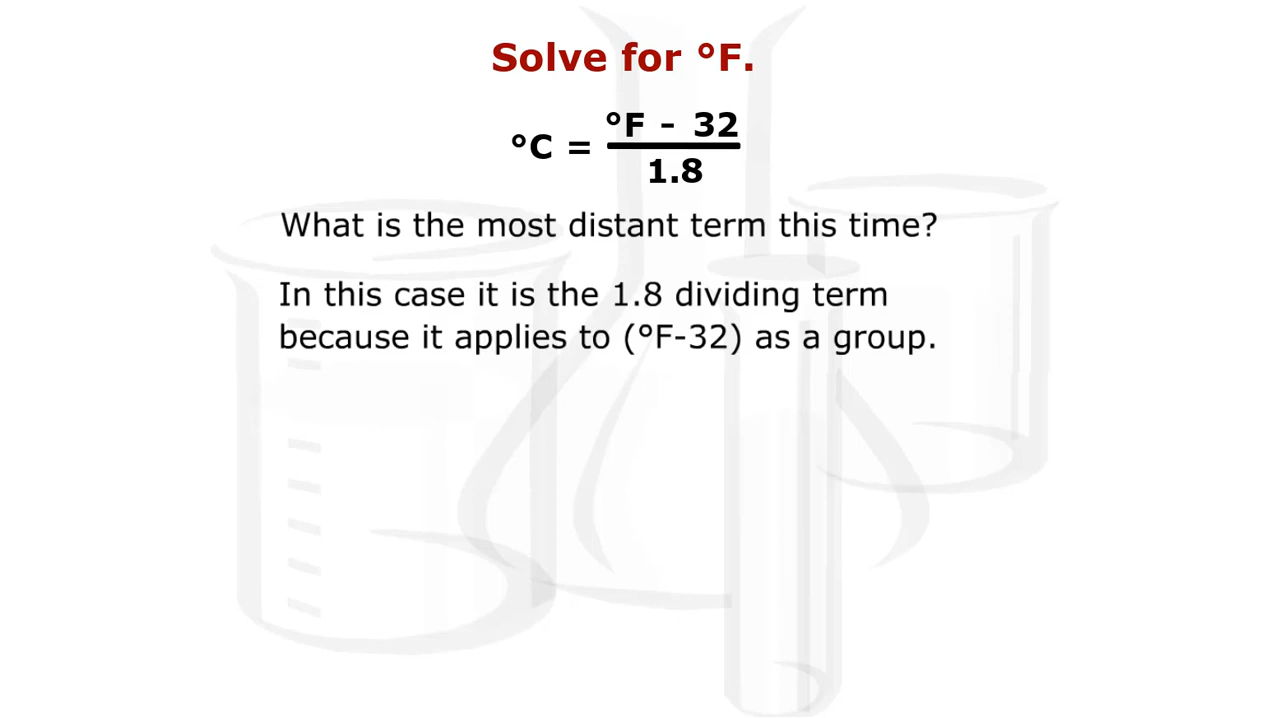 Solve for °F.
°C = °F - 32
1.8
What is the most distant term this time?
In this case it is the 1.8 dividing term
because it applies to (°F-32) as a group.